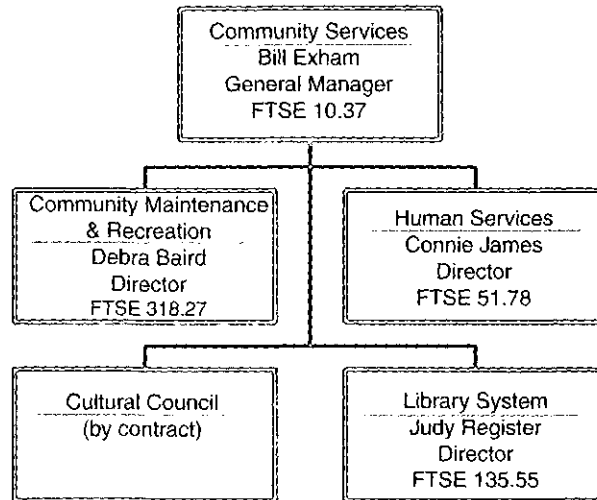 Community Services
Bill Exham
General Manager
FTSE 10.37
Community Maintenance
& Recreation
Debra Baird
Director
FTSE 318.27
Human Services
Connie James
Director
FTSE 51.78
Cultural Council
(by contract)
Library System
Judy Register
Director
FTSE 135.55